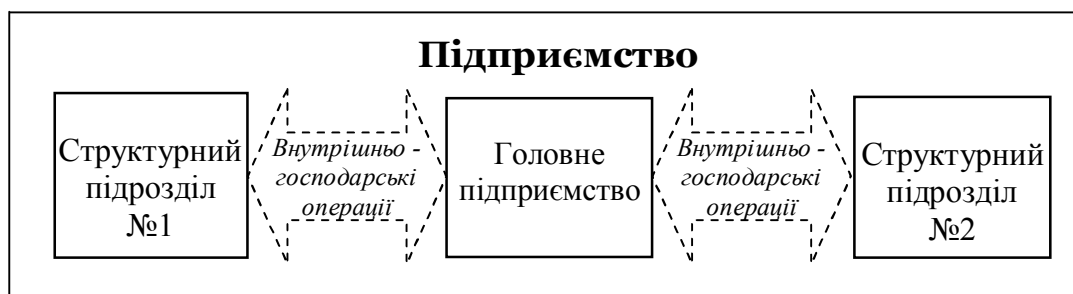 Підприємство
Структурний
підрозділ
№1
Внутрішньо -
господарські
операції
Головне
підприємство
Внутрішньо -
господарські
операції
Структурний
підрозділ
№2